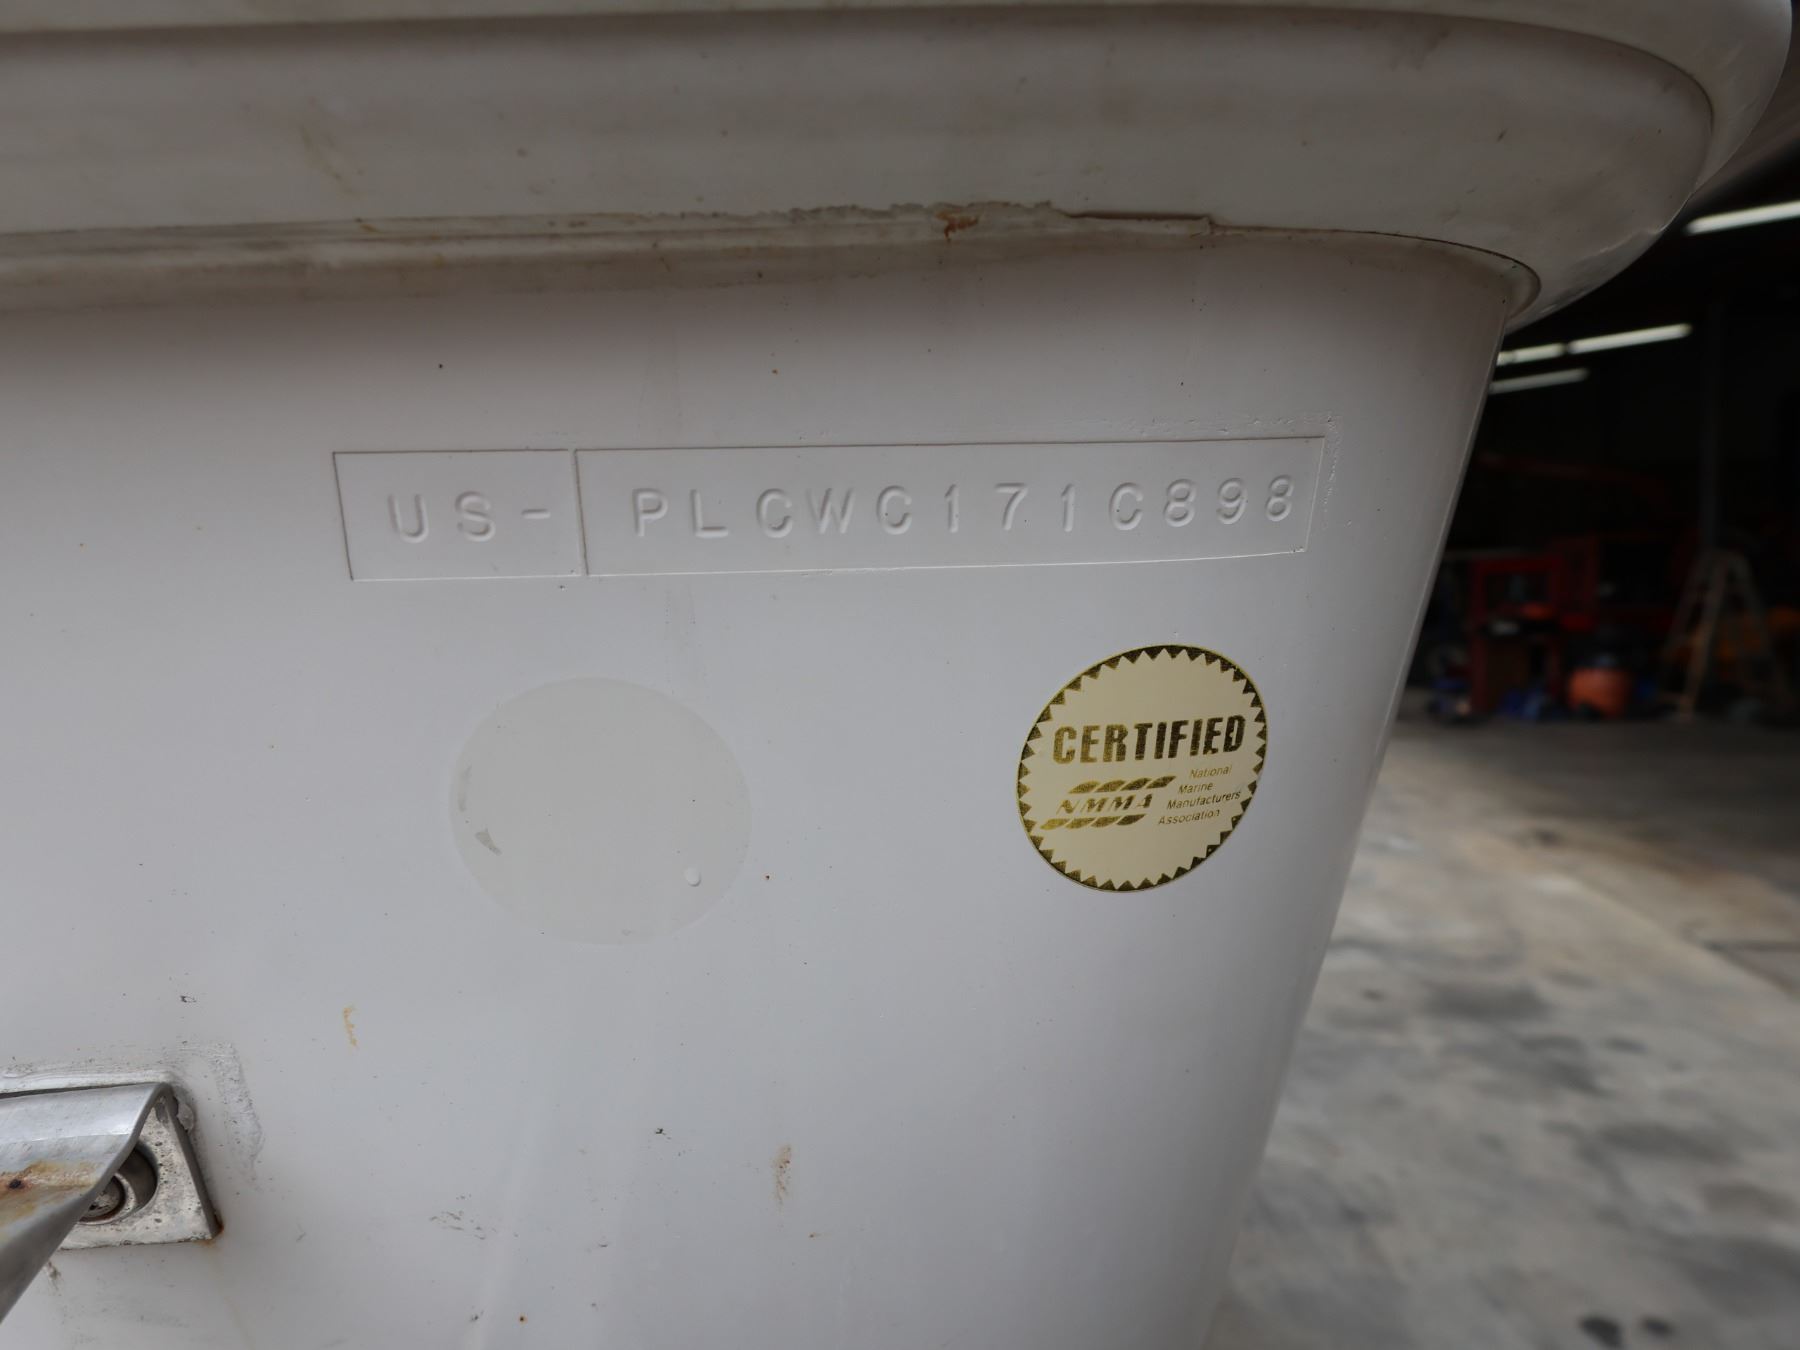 US- PLCWC171C898
CERTIFIED
NMMA
National
Marine
Manufacturers
Association